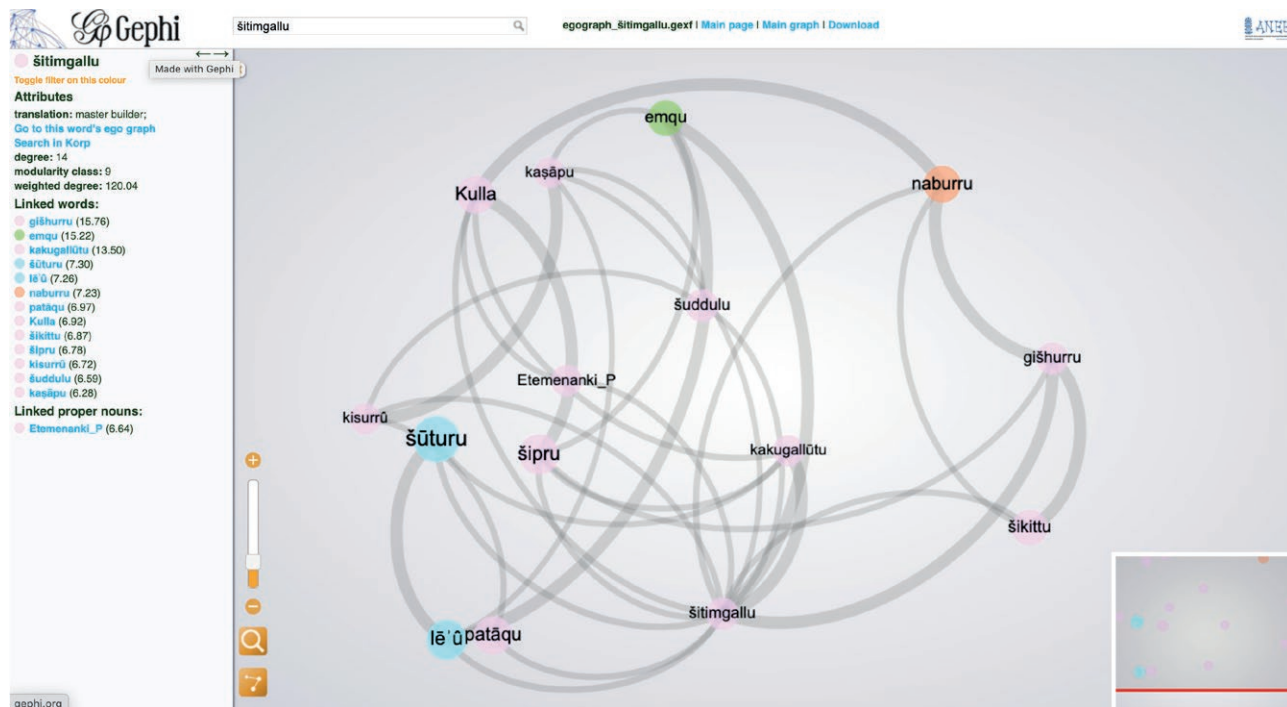 Gephi
šitimgallu
egograph_šitimgallu.gexf | Main page | Main graph | Download
šitimgallu
Made with Gephi
Toggle filter on this colour
Attributes
translation: master builder;
Go to this word's ego graph
Search in Korp
degree: 14
modularity class: 9
weighted degree: 120.04
Linked words:
gišhurru (15.76)
emqu (15.22)
kakugallūtu (13.50)
šūturu (7.30)
lēʾû (7.26)
naburru (7.23)
patāqu (6.97)
Kulla (6.92)
šikittu (6.87)
šipru (6.78)
kisurrû (6.72)
šuddulu (6.59)
kaṣāpu (6.28)
Linked proper nouns:
Etemenanki_P (6.64)
gephi.org
emqu
kaṣāpu
Kulla
naburru
šuddulu
gišhurru
Etemenanki_P
kisurrû
šūturu
šipru
kakugallūtu
šikittu
šitimgallu
lēʾû
patāqu